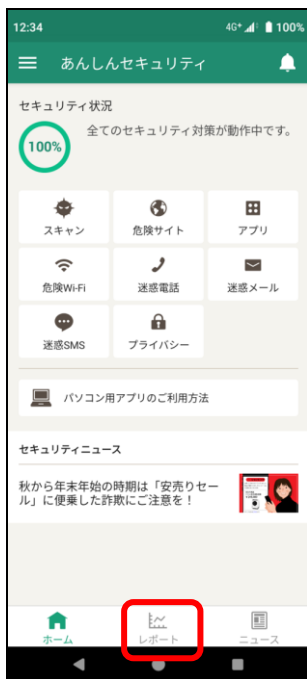 12:34 4G+ 100%
あんしんセキュリティ
セキュリティ状況
100%
全てのセキュリティ対策が動作中です。
スキャン 危険サイト アプリ
危険Wi-Fi 迷惑電話 迷惑メール
迷惑SMS プライバシー
パソコン用アプリのご利用方法
セキュリティニュース
秋から年末年始の時期は「安売りセー
ル」に便乗した詐欺にご注意を！
ホーム レポート ニュース